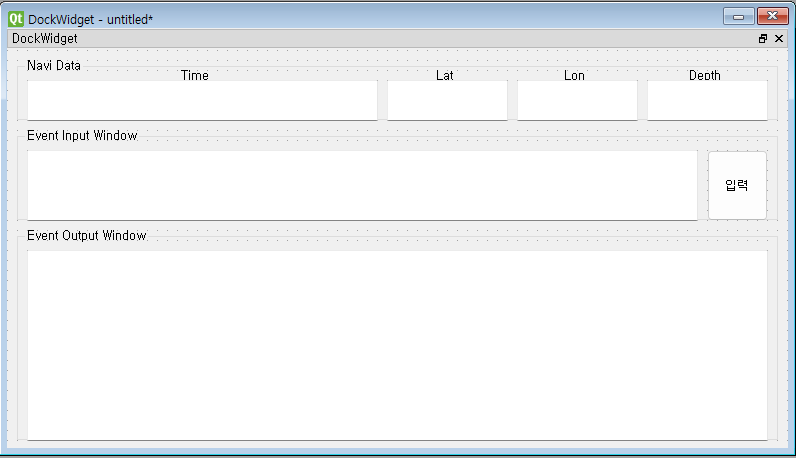 Qt DockWidget - untitled*
DockWidget
Navi Data
Time Lat Lon Depth
Event Input Window
입력
Event Output Window